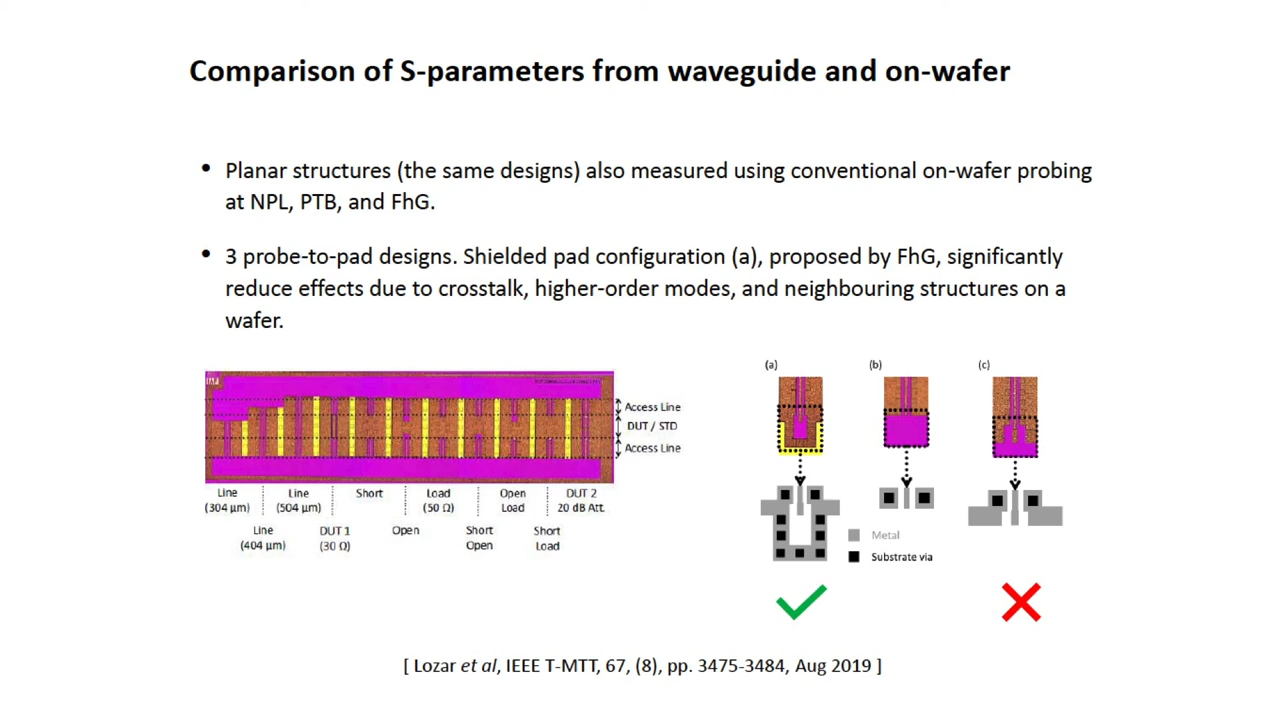 Comparison of S-parameters from waveguide and on-wafer
• Planar structures (the same designs) also measured using conventional on-wafer probing
at NPL, PTB, and FhG.
• 3 probe-to-pad designs. Shielded pad configuration (a), proposed by FhG, significantly
reduce effects due to crosstalk, higher-order modes, and neighbouring structures on a
wafer.
Access Line
DUT / STD
Access Line
Line
(304 µm)
Line
(504 µm)
Short
Load
(50 Ω)
Open
Load
DUT 2
20 dB Att.
Line
(404 µm)
DUT 1
(30 Ω)
Open
Short
Open
Short
Load
(a)
(b)
(c)
Metal
Substrate via
[ Lozar et al, IEEE T-MTT, 67, (8), pp. 3475-3484, Aug 2019 ]